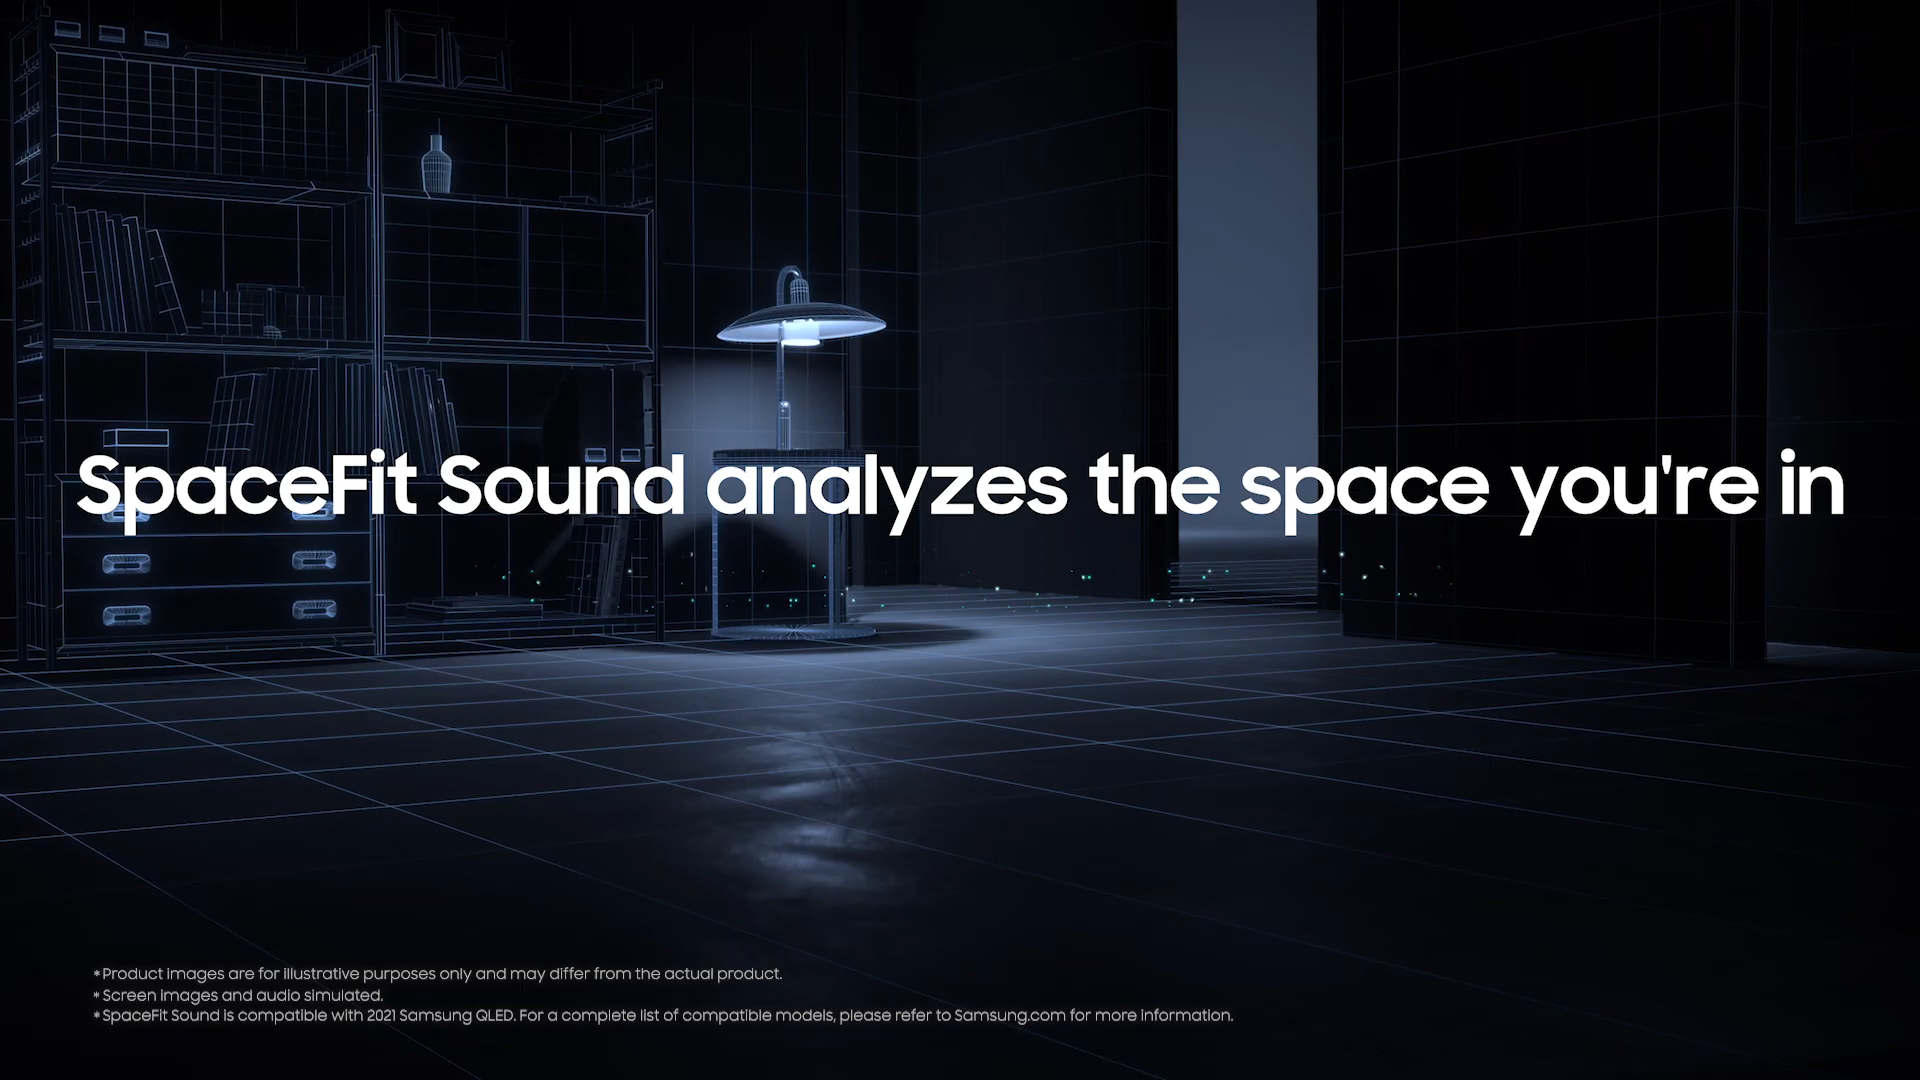 SpaceFit Sound analyzes the space you're in
*Product images are for illustrative purposes only and may differ from the actual product.
*Screen images and audio simulated.
*SpaceFit Sound is compatible with 2021 Samsung QLED. For a complete list of compatible models, please refer to Samsung.com for more information.